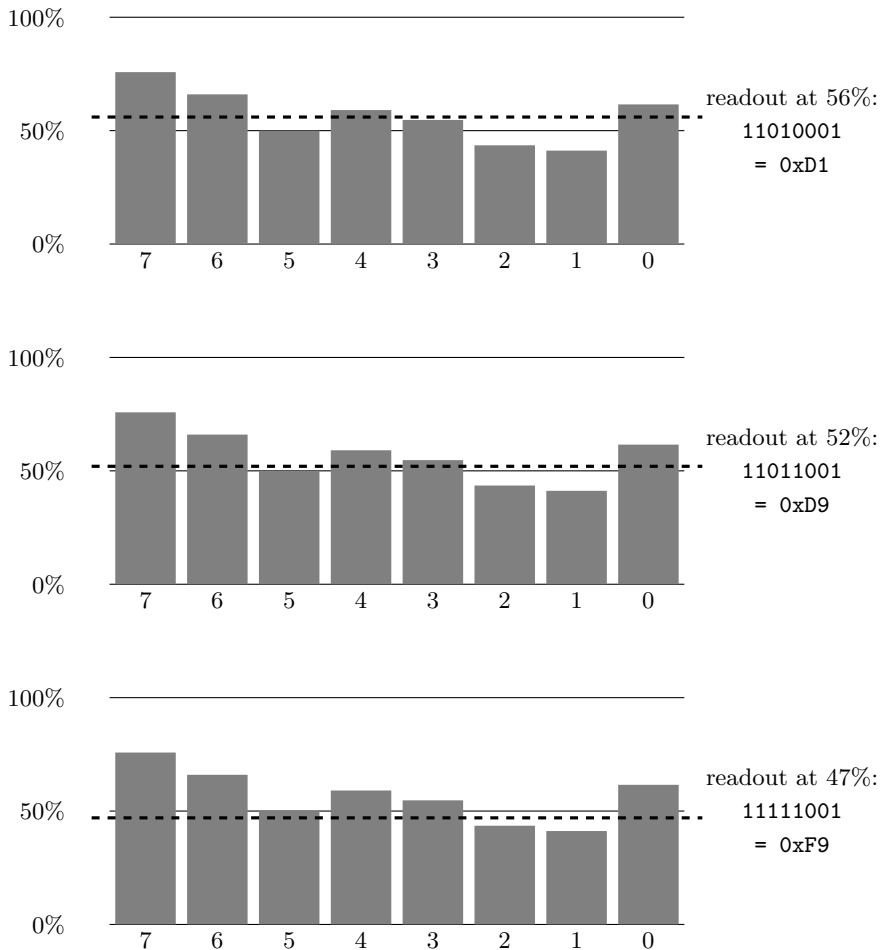 100%
readout at 56%:
50%
11010001
= 0xD1
0%
7 6 5 4 3 2 1 0
100%
readout at 52%:
50%
11011001
= 0xD9
0%
7 6 5 4 3 2 1 0
100%
readout at 47%:
50%
11111001
= 0xF9
0%
7 6 5 4 3 2 1 0